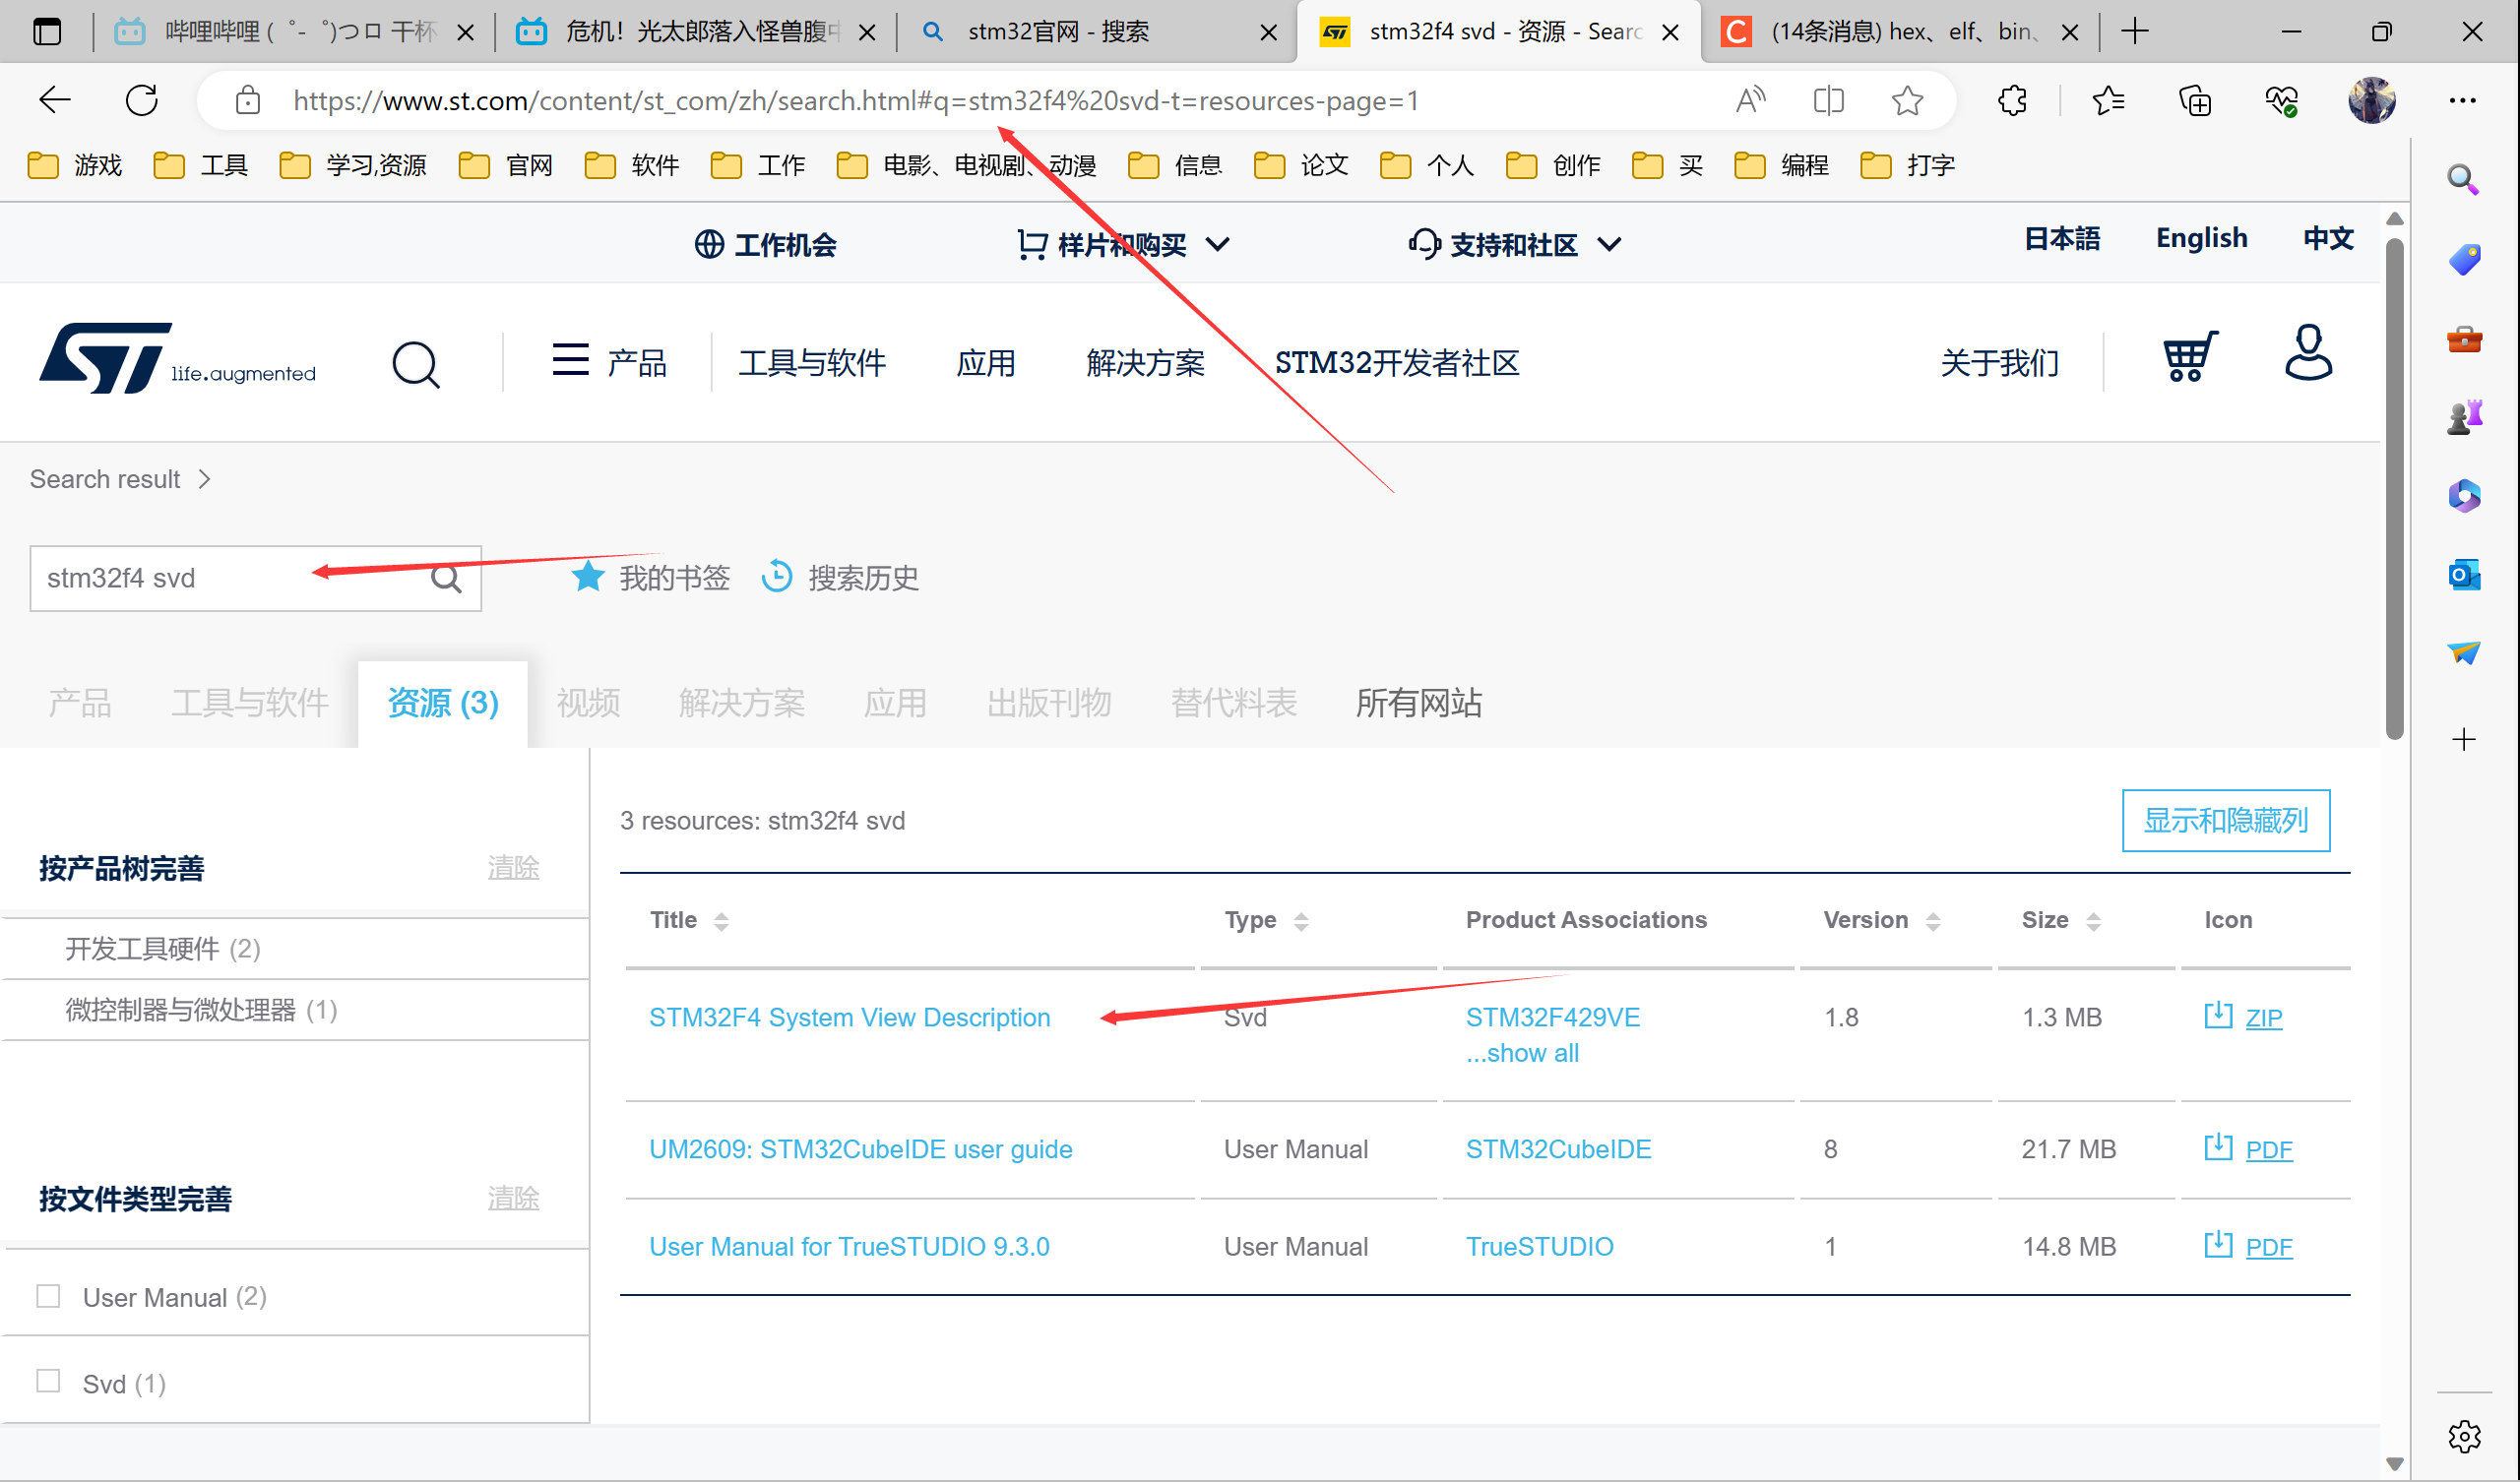 哔哩哔哩 (゜-゜)つロ 干杯
危机！光太郎落入怪兽腹中
stm32官网 - 搜索
stm32f4 svd - 资源 - Searc
(14条消息) hex、elf、bin、
https://www.st.com/content/st_com/zh/search.html#q=stm32f4%20svd-t=resources-page=1
游戏 工具 学习,资源 官网 软件 工作 电影、电视剧、动漫 信息 论文 个人 创作 买 编程 打字
工作机会 样片和购买 支持和社区 日本語 English 中文
ST life.augmented 产品 工具与软件 应用 解决方案 STM32开发者社区 关于我们
Search result
stm32f4 svd 我的书签 搜索历史
产品 工具与软件 资源 (3) 视频 解决方案 应用 出版刊物 替代料表 所有网站
按产品树完善 清除
开发工具硬件 (2)
微控制器与微处理器 (1)
按文件类型完善 清除
User Manual (2)
Svd (1)
3 resources: stm32f4 svd 显示和隐藏列
Title Type Product Associations Version Size Icon
STM32F4 System View Description Svd STM32F429VE 1.8 1.3 MB ZIP
...show all
UM2609: STM32CubeIDE user guide User Manual STM32CubeIDE 8 21.7 MB PDF
User Manual for TrueSTUDIO 9.3.0 User Manual TrueSTUDIO 1 14.8 MB PDF